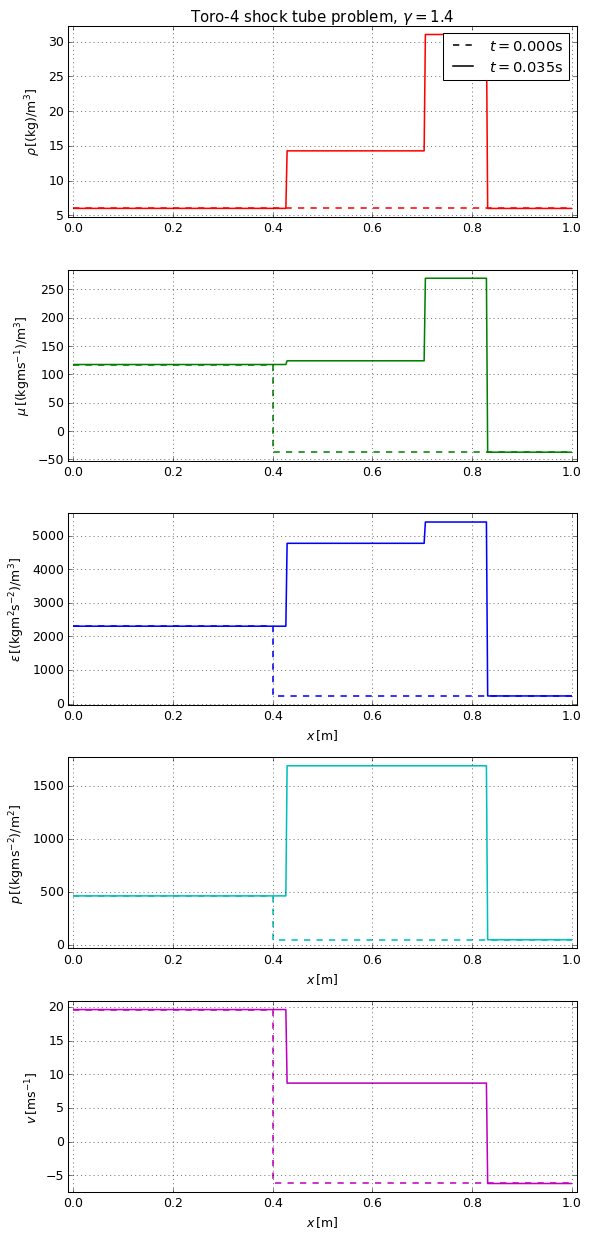 Toro-4 shock tube problem, γ = 1.4
ρ [(kg)/m³]
30
25
20
15
10
5
0.0 0.2 0.4 0.6 0.8 1.0
t = 0.000s
t = 0.035s
μ [(kgms⁻¹)/m³]
250
200
150
100
50
0
−50
0.0 0.2 0.4 0.6 0.8 1.0
ε [(kgm²s⁻²)/m³]
5000
4000
3000
2000
1000
0
0.0 0.2 0.4 0.6 0.8 1.0
x [m]
p [(kgms⁻²)/m²]
1500
1000
500
0
0.0 0.2 0.4 0.6 0.8 1.0
x [m]
v [ms⁻¹]
20
15
10
5
0
−5
0.0 0.2 0.4 0.6 0.8 1.0
x [m]